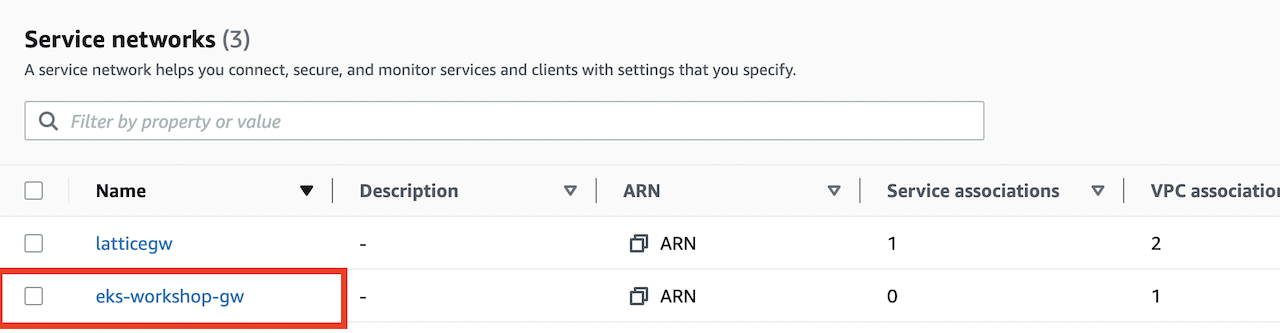 Service networks (3)
A service network helps you connect, secure, and monitor services and clients with settings that you specify.
Filter by property or value
Name Description ARN Service associations VPC association
latticegw - ARN 1 2
eks-workshop-gw - ARN 0 1